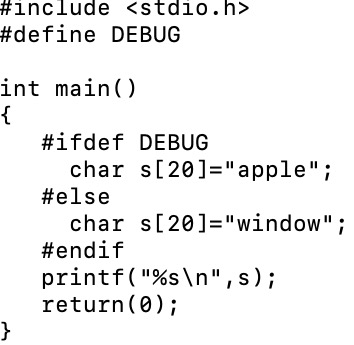 #include <stdio.h>
#define DEBUG

int main()
{
   #ifdef DEBUG
     char s[20]="apple";
   #else
     char s[20]="window";
   #endif
   printf("%s\n",s);
   return(0);
}